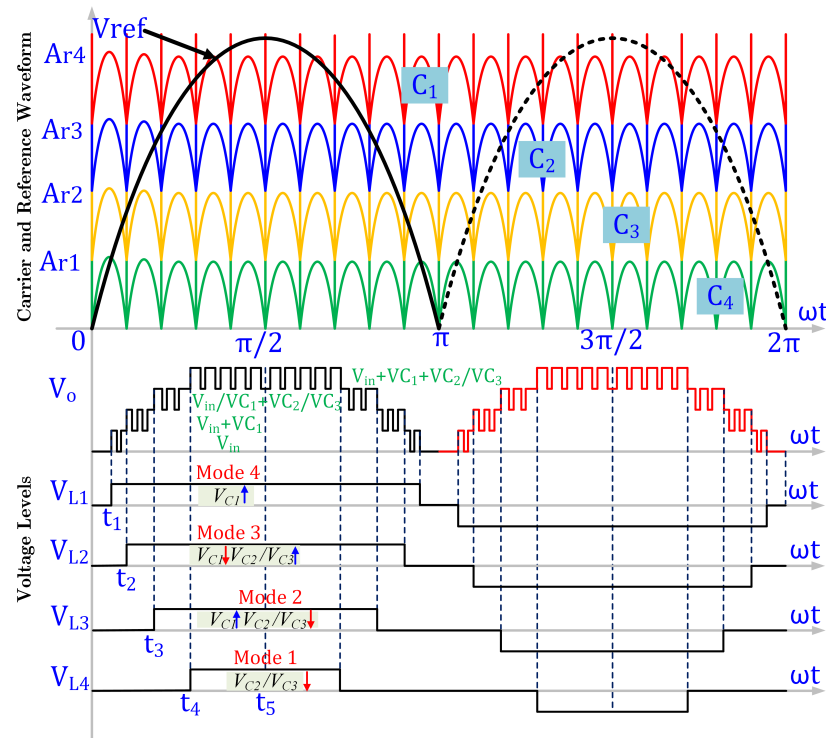 Carrier and Reference Waveform
Vref
Ar4
C1
Ar3
C2
Ar2
C3
Ar1
C4
ωt
0
π/2
π
3π/2
2π
Vo
Vin+VC1+VC2/VC3
Vin/VC1+VC2/VC3
Vin+VC1
Vin
ωt
Voltage Levels
VL1
Mode 4
VC1
ωt
t1
VL2
Mode 3
VC1 VC2/VC3
ωt
t2
VL3
Mode 2
VC1 VC2/VC3
ωt
t3
VL4
Mode 1
VC2/VC3
ωt
t4
t5